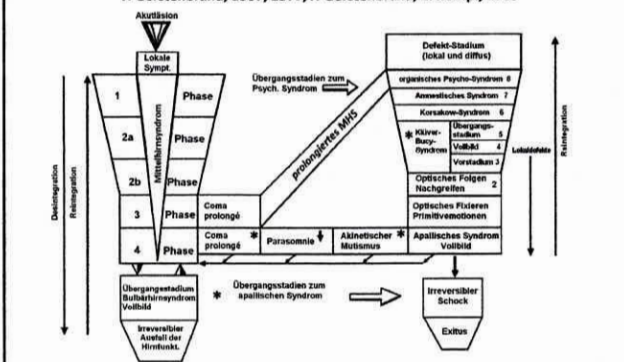 Akutläsion
Lokale
Sympt.
Mittelhirnsyndrom
1 Phase
2a Phase
2b Phase
3 Phase
4 Phase
Desintegration
Reintegration
Übergangsstadium
Bulbärhirnsyndrom
Vollbild
Irreversibler
Ausfall der
Hirnfunkt.
Übergangsstadien zum
Psych. Syndrom
prolongiertes MHS
Coma
prolongé
Coma *
prolongé
Parasomnie
Akinetischer *
Mutismus
Apallisches Syndrom
Vollbild
* Übergangsstadien zum
apallischen Syndrom
Defekt-Stadium
(lokal und diffus)
organisches Psycho-Syndrom 8
Amnestisches Syndrom 7
Korsakow-Syndrom 6
* Klüver-
Bucy-
Syndrom
Übergangs-
stadium 5
Vollbild 4
Vorstadium 3
Optisches Folgen
Nachgreifen 2
Optisches Fixieren
Primitivemotionen
Lokaldefekte
Reintegration
Irreversibler
Schock
Exitus